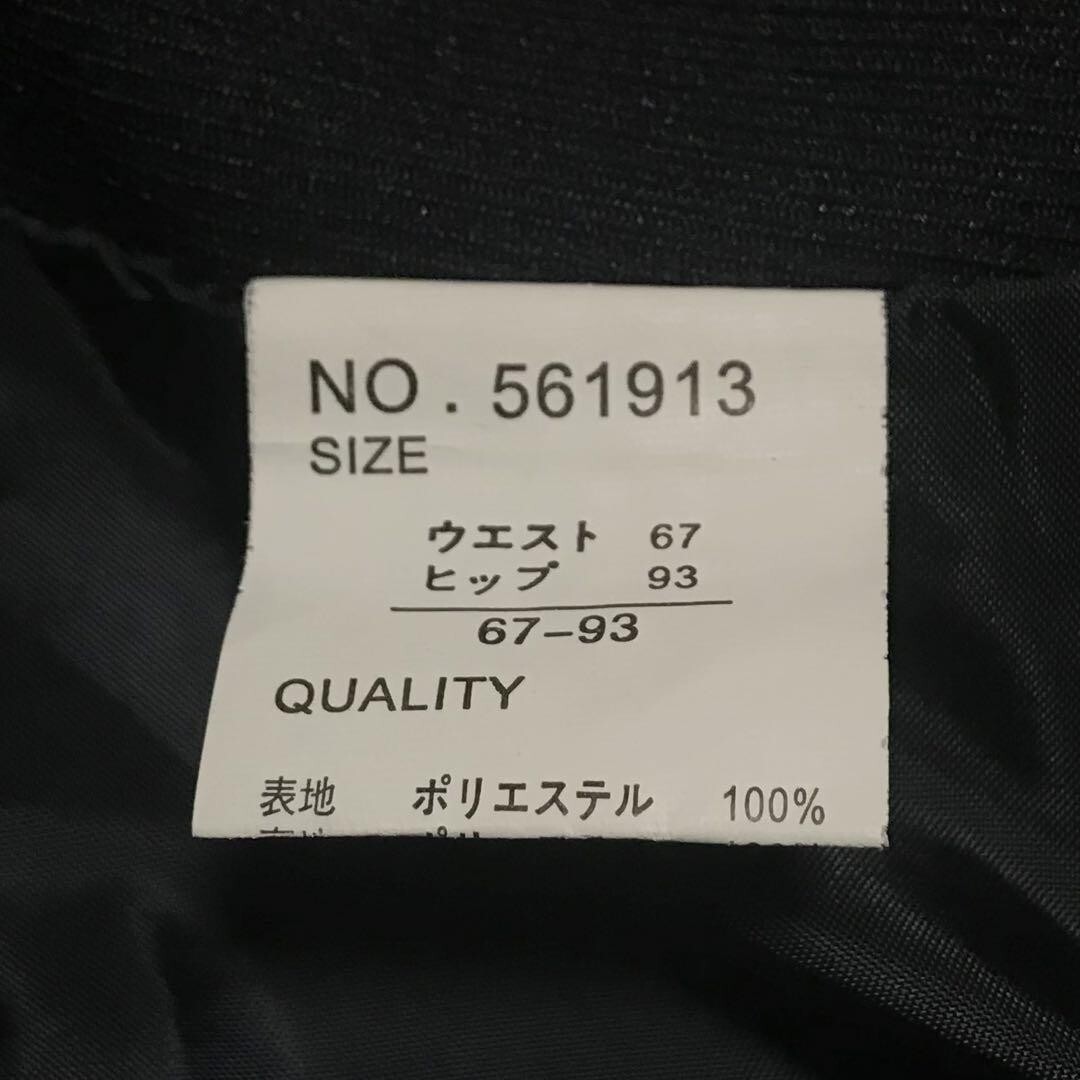 NO. 561913
SIZE
ウエスト 67
ヒップ 93
67-93
QUALITY
表地 ポリエステル 100%